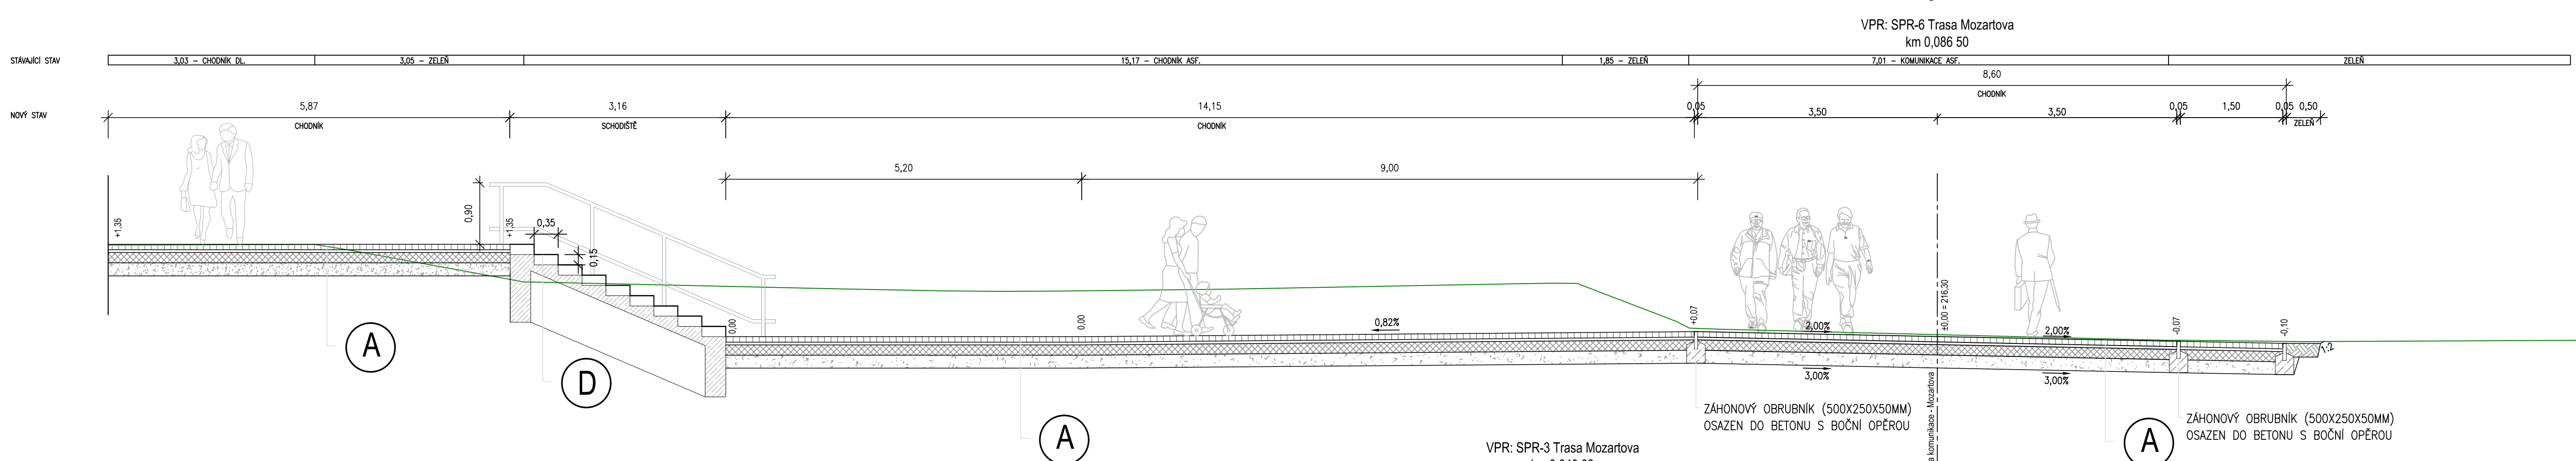 VPR: SPR-6 Trasa Mozartova
km 0,086 50
STÁVAJÍCÍ STAV
3,03 – CHODNÍK DL.
3,05 – ZELEŇ
15,17 – CHODNÍK ASF.
1,85 – ZELEŇ
7,01 – KOMUNIKACE ASF.
ZELEŇ
8,60
CHODNÍK
NOVÝ STAV
5,87
CHODNÍK
3,16
SCHODIŠTĚ
14,15
CHODNÍK
0,05
3,50
3,50
0,05
1,50
0,05
0,50
ZELEŇ
5,20
9,00
+1,35
0,90
+1,35
0,35
0,15
0,00
0,00
0,82%
+0,07
2,00%
±0,00 = 216,30
2,00%
-0,07
-0,10
1:2
3,00%
3,00%
A
D
A
A
ZÁHONOVÝ OBRUBNÍK (500X250X50MM)
OSAZEN DO BETONU S BOČNÍ OPĚROU
a komunikace - Mozartova
ZÁHONOVÝ OBRUBNÍK (500X250X50MM)
OSAZEN DO BETONU S BOČNÍ OPĚROU
VPR: SPR-3 Trasa Mozartova